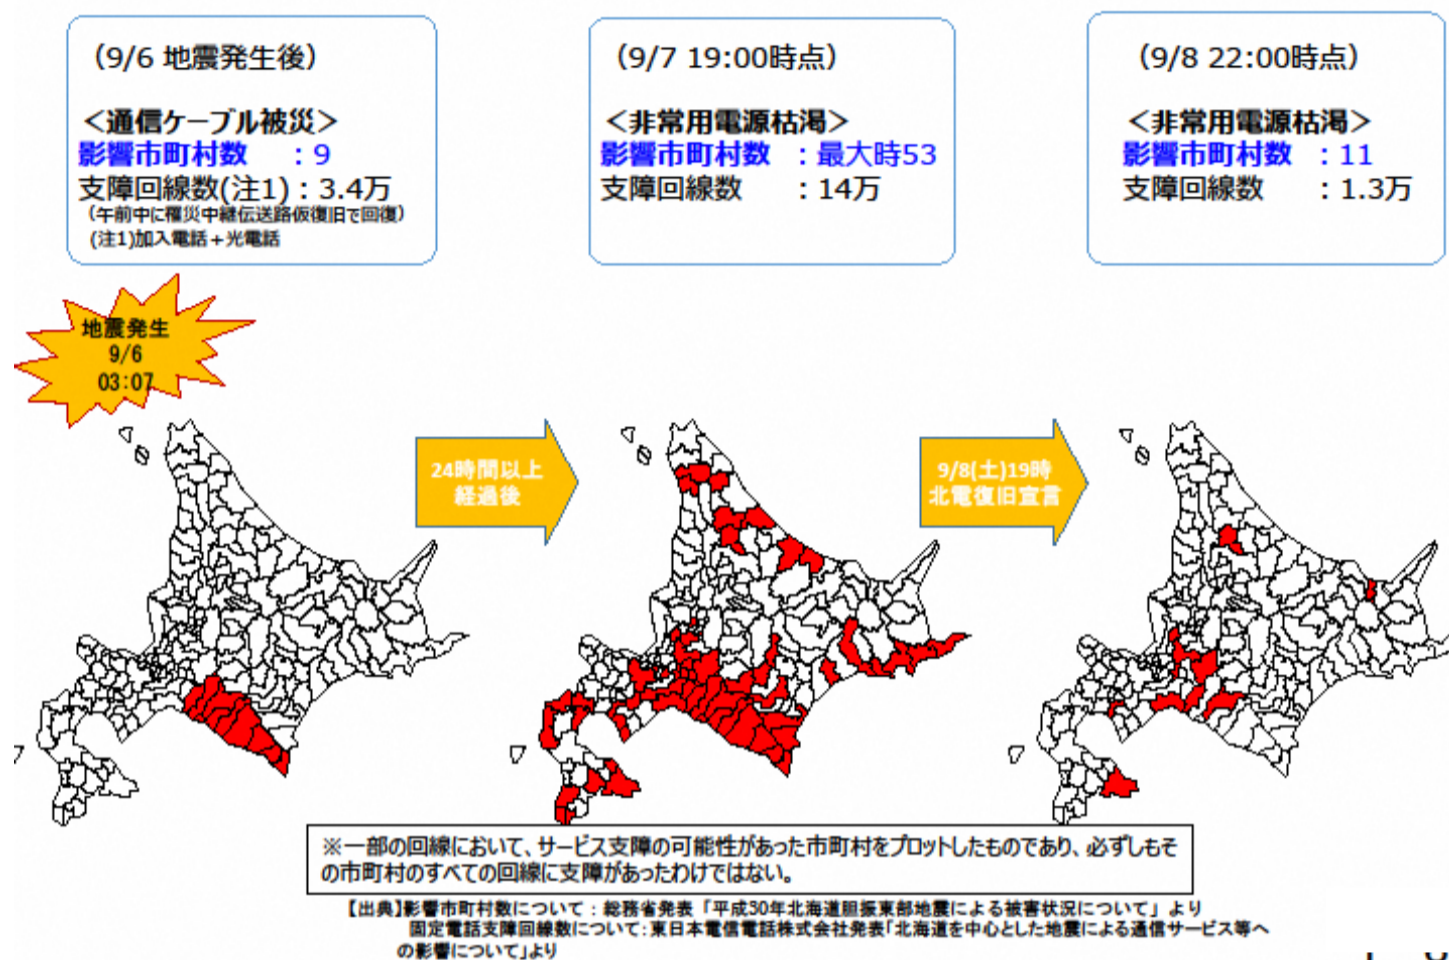 （9/6 地震発生後）
＜通信ケーブル被災＞
影響市町村数 ：9
支障回線数(注1)：3.4万
（午前中に罹災中継伝送路仮復旧で回復）
(注1)加入電話＋光電話
（9/7 19:00時点）
＜非常用電源枯渇＞
影響市町村数 ：最大時53
支障回線数 ：14万
（9/8 22:00時点）
＜非常用電源枯渇＞
影響市町村数 ：11
支障回線数 ：1.3万
地震発生
9/6
03:07
24時間以上
経過後
9/8(土)19時
北電復旧宣言
※一部の回線において、サービス支障の可能性があった市町村をプロットしたものであり、必ずしもそ
の市町村のすべての回線に支障があったわけではない。
【出典】影響市町村数について：総務省発表「平成30年北海道胆振東部地震による被害状況について」より
固定電話支障回線数について：東日本電信電話株式会社発表「北海道を中心とした地震による通信サービス等へ
の影響について」より